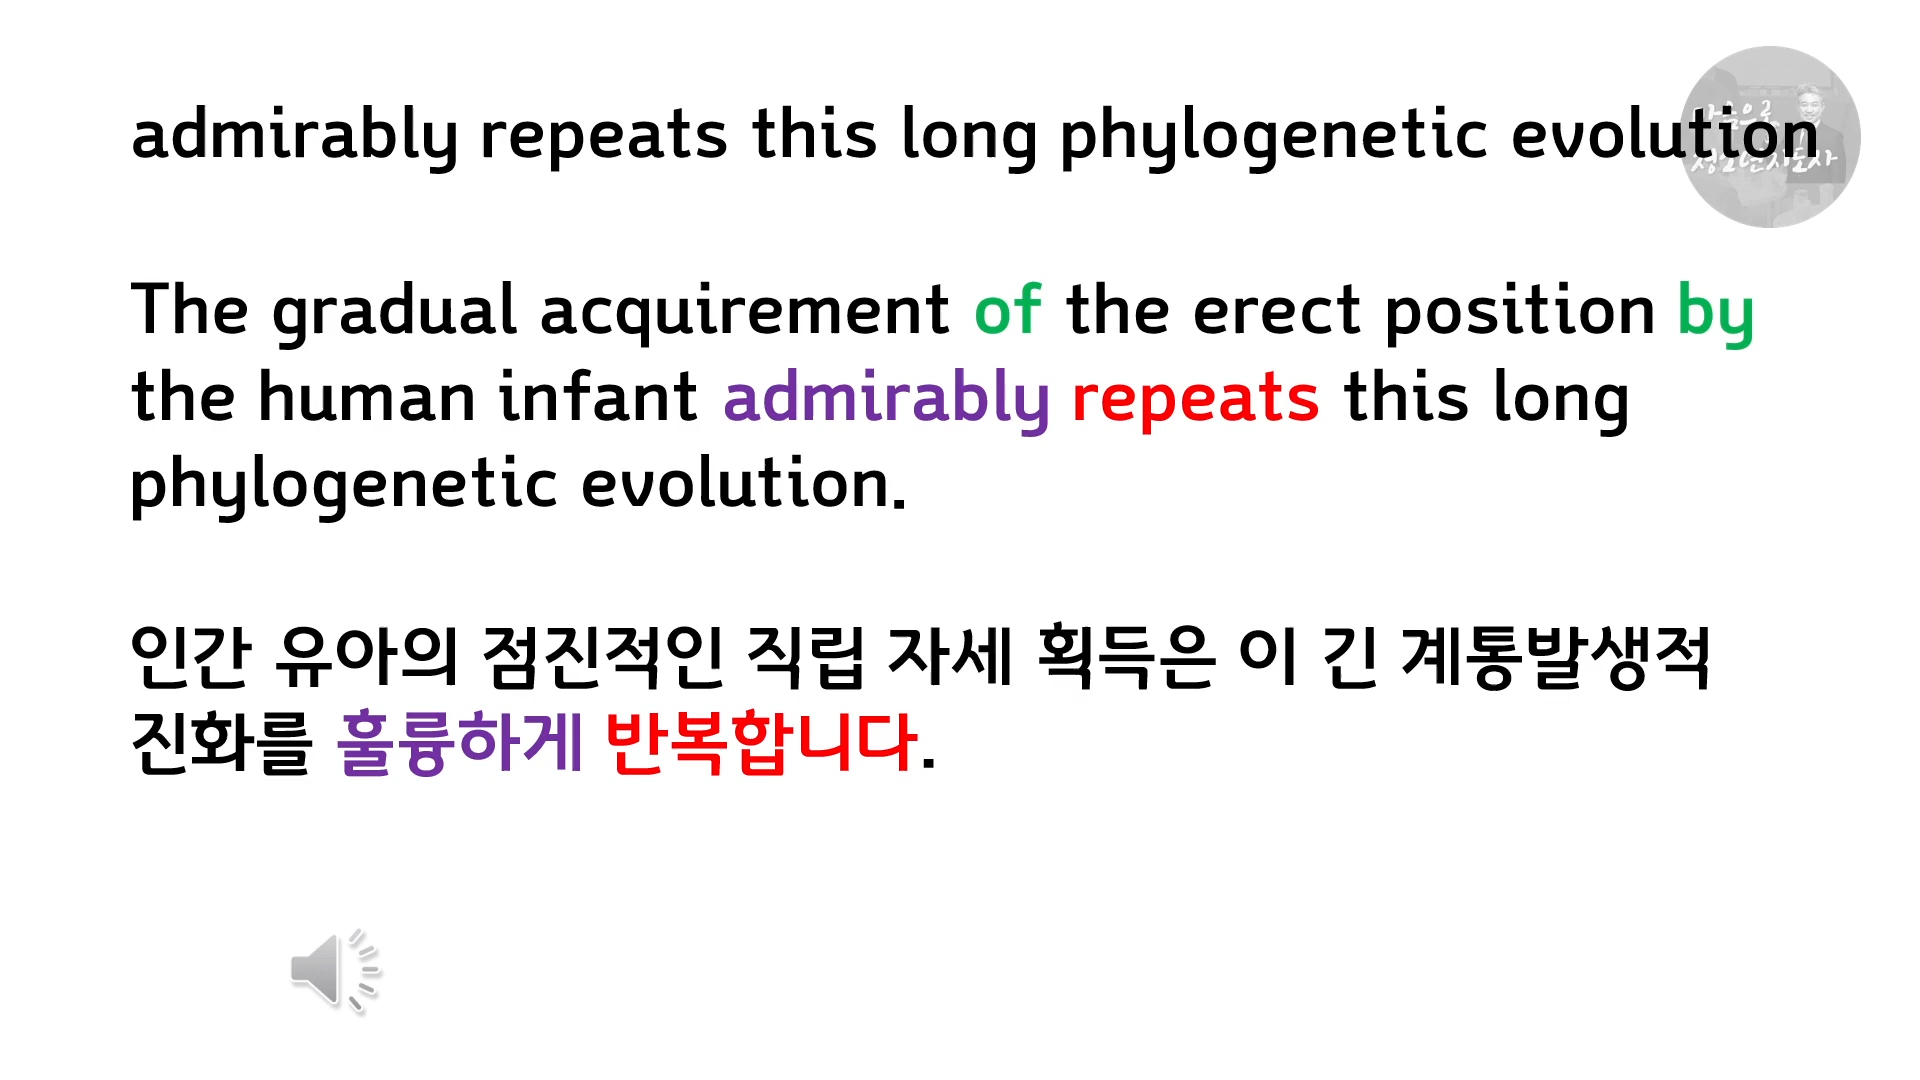 admirably repeats this long phylogenetic evolution
The gradual acquirement of the erect position by
the human infant admirably repeats this long
phylogenetic evolution.
인간 유아의 점진적인 직립 자세 획득은 이 긴 계통발생적
진화를 훌륭하게 반복합니다.